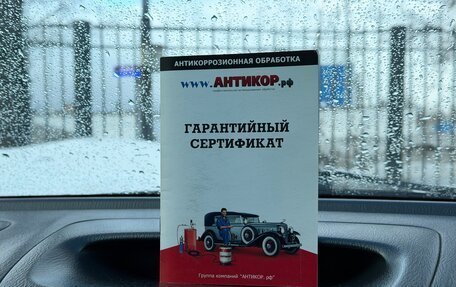 АНТИКОРРОЗИОННАЯ ОБРАБОТКА
www.АНТИКОР.рф
ГАРАНТИЙНЫЙ
СЕРТИФИКАТ
Группа компаний "АНТИКОР. рф"